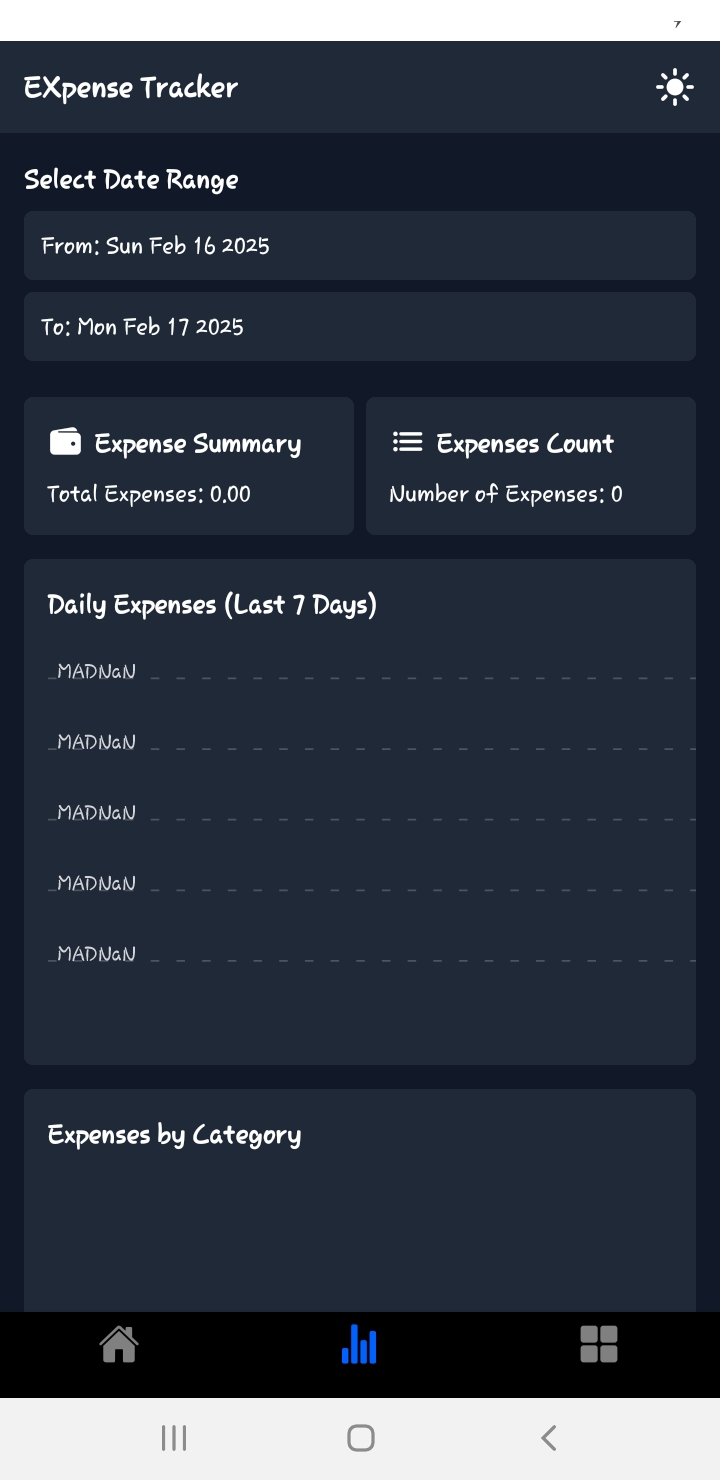 EXpense Tracker
Select Date Range
From: Sun Feb 16 2025
To: Mon Feb 17 2025
Expense Summary
Total Expenses: 0.00
Expenses Count
Number of Expenses: 0
Daily Expenses (Last 7 Days)
MADNaN
MADNaN
MADNaN
MADNaN
MADNaN
Expenses by Category